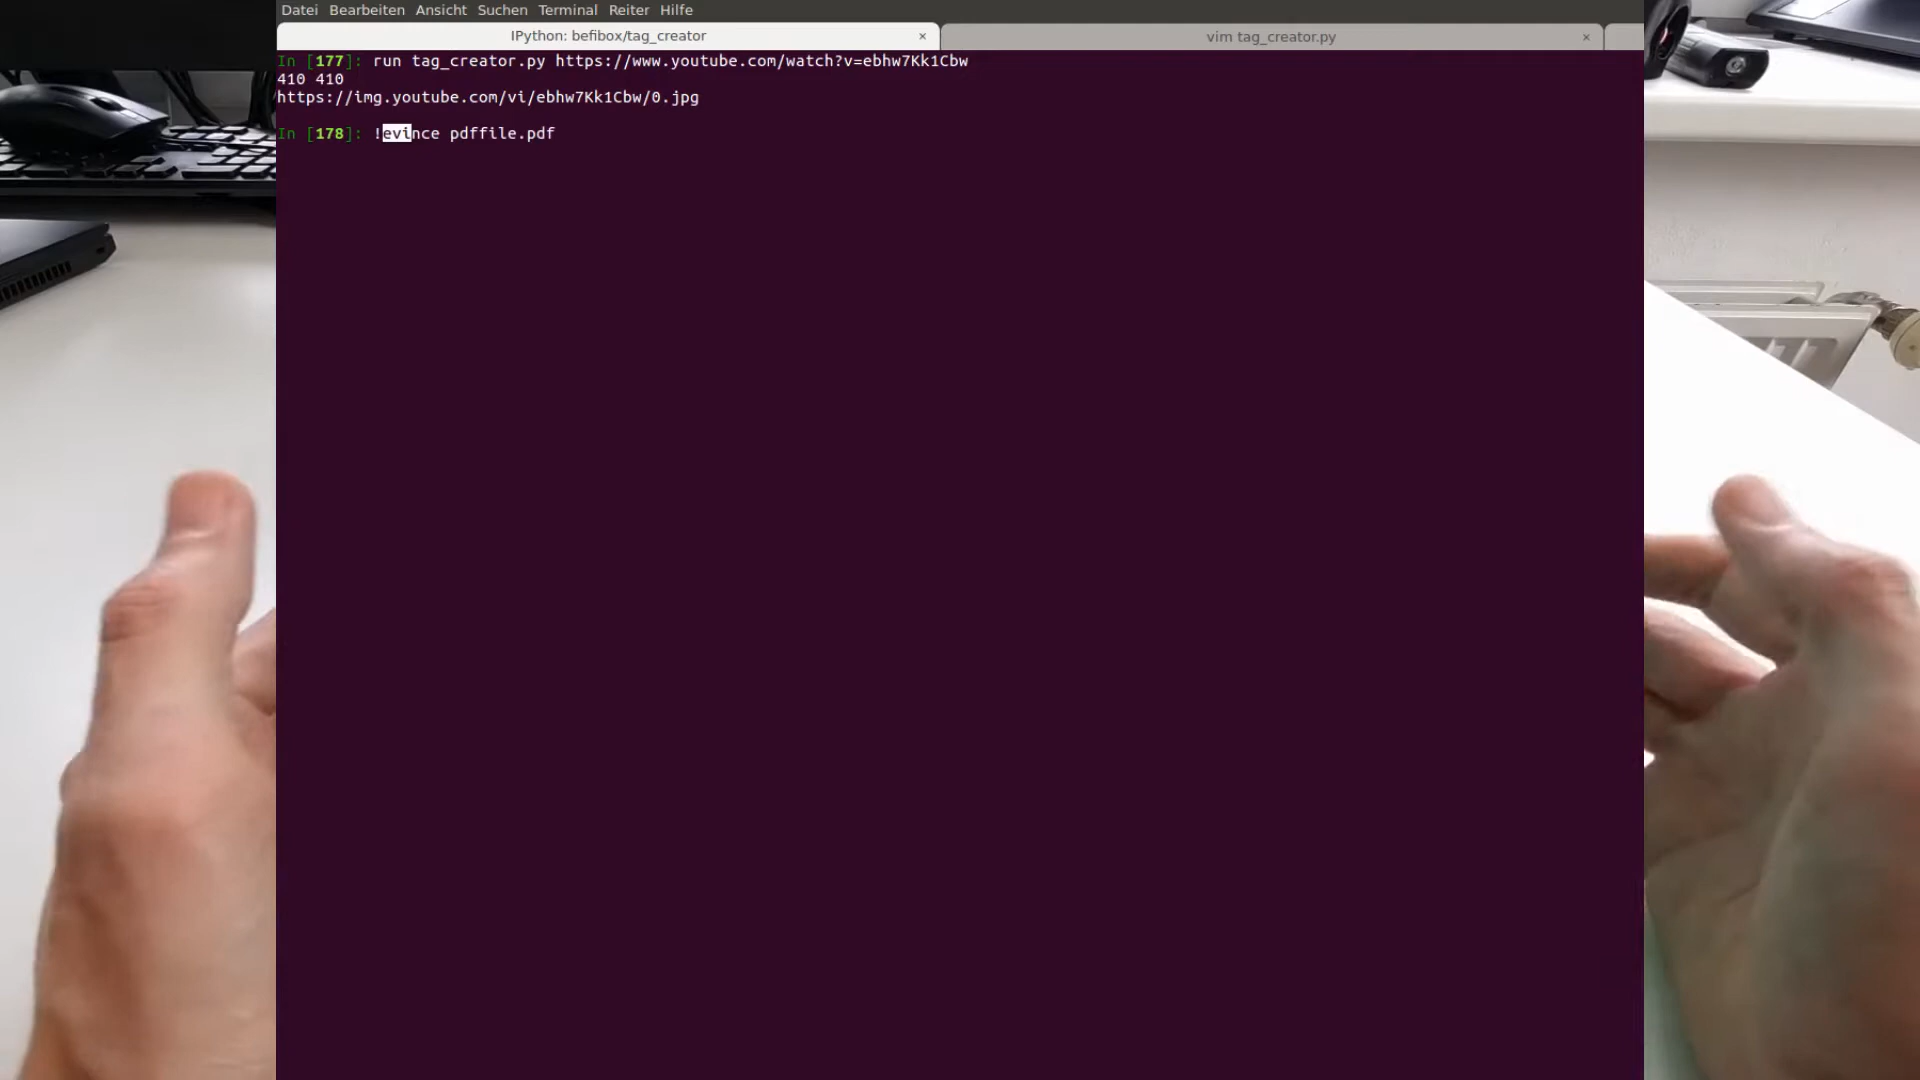 Datei Bearbeiten Ansicht Suchen Terminal Reiter Hilfe
IPython: befibox/tag_creator ×
vim tag_creator.py ×
In [177]: run tag_creator.py https://www.youtube.com/watch?v=ebhw7Kk1Cbw
410 410
https://img.youtube.com/vi/ebhw7Kk1Cbw/0.jpg
In [178]: !evince pdffile.pdf